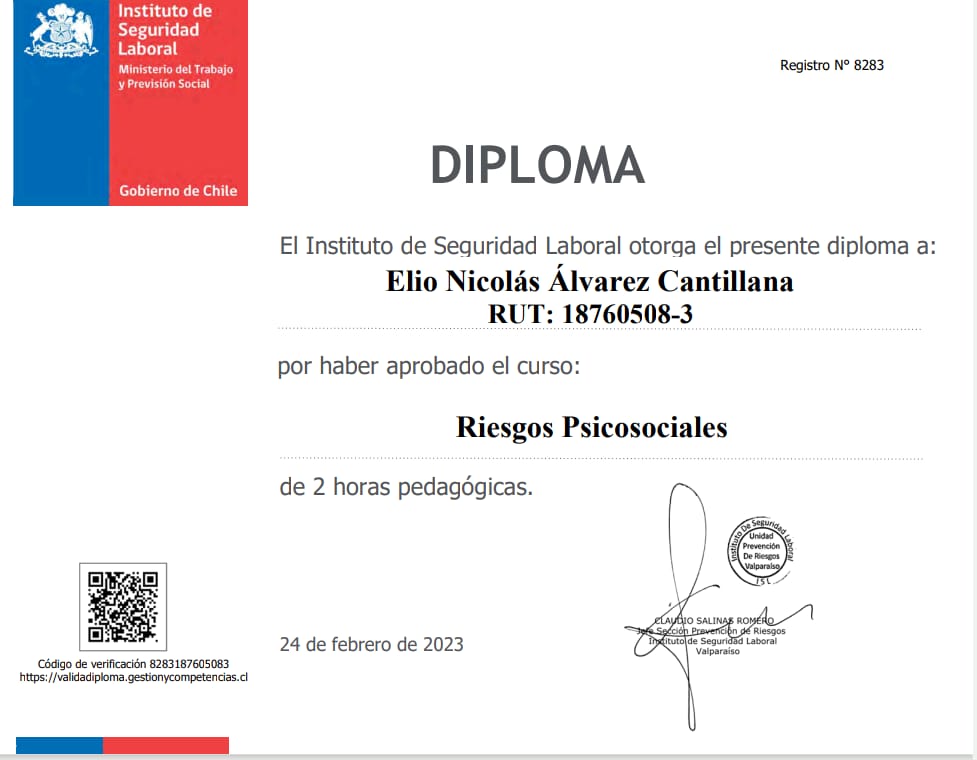 Instituto de
Seguridad
Laboral
Ministerio del Trabajo
y Previsión Social
Gobierno de Chile
Registro N° 8283
DIPLOMA
El Instituto de Seguridad Laboral otorga el presente diploma a:
Elio Nicolás Álvarez Cantillana
RUT: 18760508-3
por haber aprobado el curso:
Riesgos Psicosociales
de 2 horas pedagógicas.
Instituto De Seguridad Laboral
Unidad
Prevención
De Riesgos
Valparaíso
ISL
CLAUDIO SALINAS ROMERO
Jefe Sección Prevención de Riesgos
Instituto de Seguridad Laboral
Valparaíso
24 de febrero de 2023
Código de verificación 8283187605083
https://validadiploma.gestionycompetencias.cl